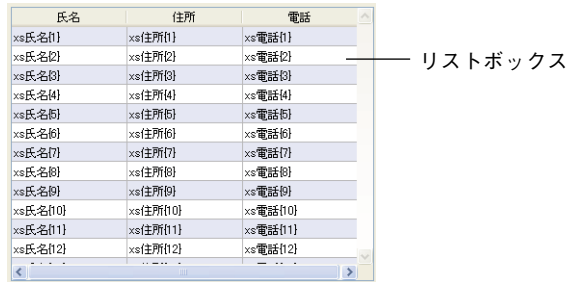 氏名 住所 電話
xs氏名{1} xs住所{1} xs電話{1}
xs氏名{2} xs住所{2} xs電話{2}
xs氏名{3} xs住所{3} xs電話{3}
xs氏名{4} xs住所{4} xs電話{4}
xs氏名{5} xs住所{5} xs電話{5}
xs氏名{6} xs住所{6} xs電話{6}
xs氏名{7} xs住所{7} xs電話{7}
xs氏名{8} xs住所{8} xs電話{8}
xs氏名{9} xs住所{9} xs電話{9}
xs氏名{10} xs住所{10} xs電話{10}
xs氏名{11} xs住所{11} xs電話{11}
xs氏名{12} xs住所{12} xs電話{12}
リストボックス